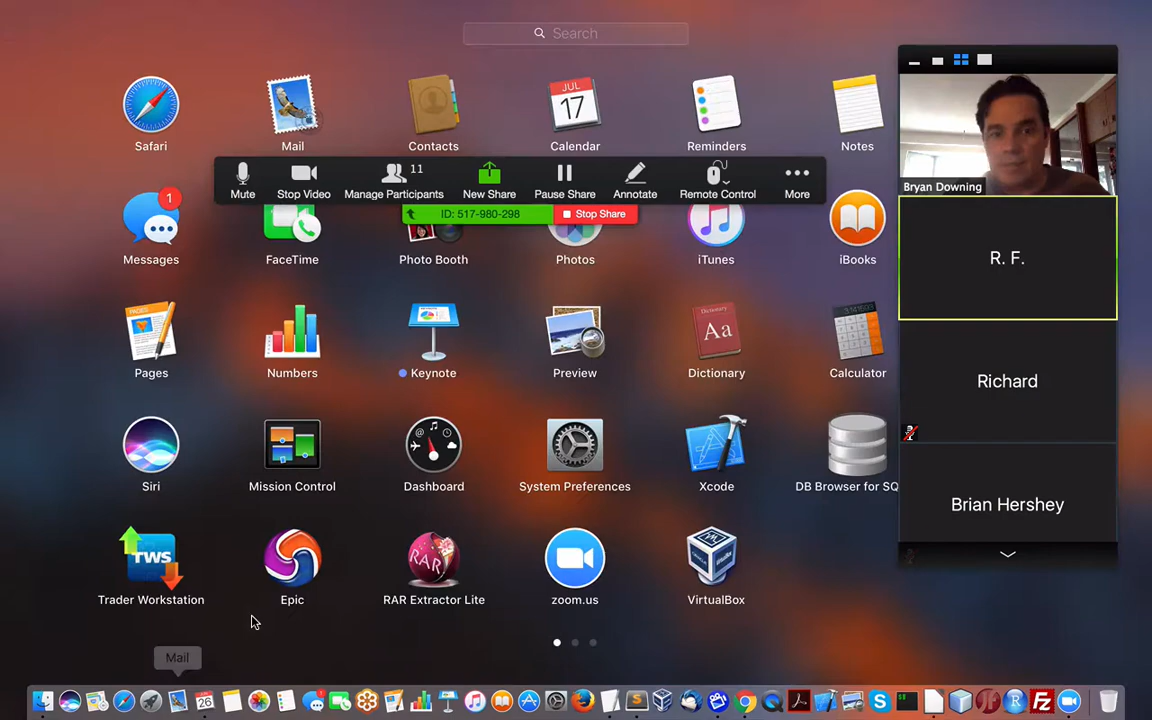 Search
Safari
Mail
Contacts
JUL
17
Calendar
Reminders
Notes
Mute
Stop Video
Manage Participants
11
New Share
Pause Share
Annotate
Remote Control
More
ID: 517-980-298
Stop Share
Bryan Downing
1
Messages
FaceTime
Photo Booth
Photos
iTunes
iBooks
R. F.
PAGES
Pages
Numbers
Keynote
Preview
Aa
Dictionary
Calculator
Richard
Siri
Mission Control
Dashboard
System Preferences
Xcode
DB Browser for SQ
Brian Hershey
TWS
Trader Workstation
Epic
RAR
RAR Extractor Lite
zoom.us
VirtualBox
Mail
26